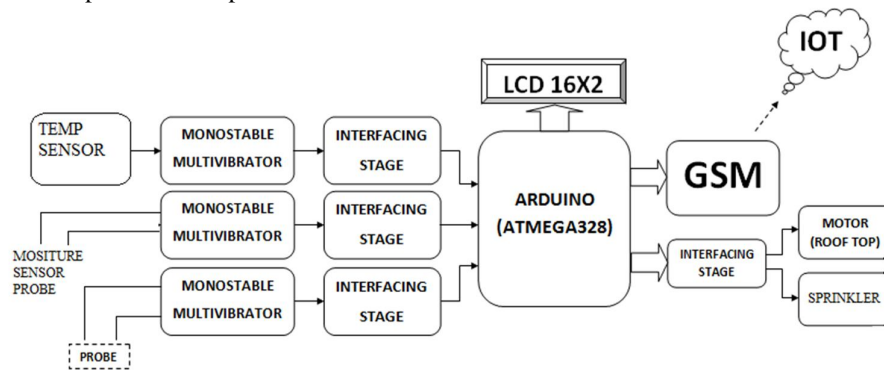 IOT
LCD 16X2
TEMP
SENSOR
MONOSTABLE
MULTIVIBRATOR
INTERFACING
STAGE
ARDUINO
(ATMEGA328)
GSM
MOSITURE
SENSOR
PROBE
MONOSTABLE
MULTIVIBRATOR
INTERFACING
STAGE
MOTOR
(ROOF TOP)
INTERFACING
STAGE
SPRINKLER
MONOSTABLE
MULTIVIBRATOR
INTERFACING
STAGE
PROBE